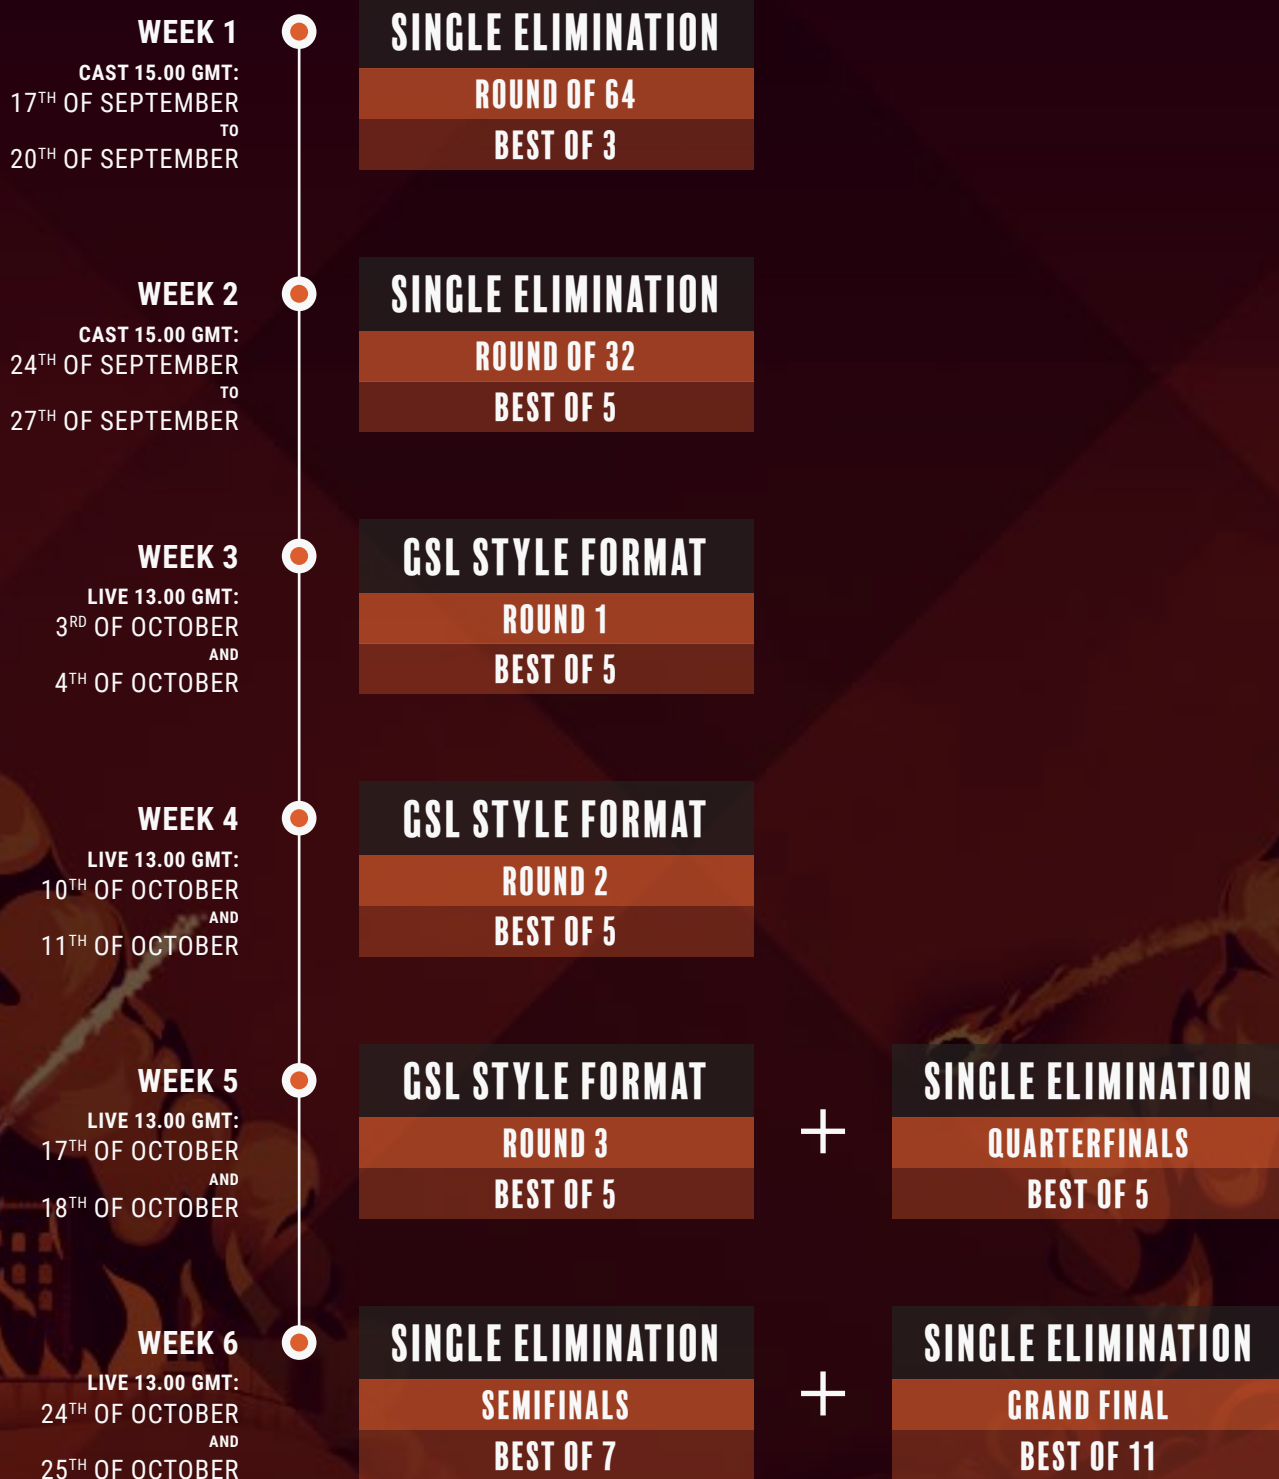 WEEK 1
CAST 15.00 GMT:
17TH OF SEPTEMBER
TO
20TH OF SEPTEMBER
SINGLE ELIMINATION
ROUND OF 64
BEST OF 3
WEEK 2
CAST 15.00 GMT:
24TH OF SEPTEMBER
TO
27TH OF SEPTEMBER
SINGLE ELIMINATION
ROUND OF 32
BEST OF 5
WEEK 3
LIVE 13.00 GMT:
3RD OF OCTOBER
AND
4TH OF OCTOBER
GSL STYLE FORMAT
ROUND 1
BEST OF 5
WEEK 4
LIVE 13.00 GMT:
10TH OF OCTOBER
AND
11TH OF OCTOBER
GSL STYLE FORMAT
ROUND 2
BEST OF 5
WEEK 5
LIVE 13.00 GMT:
17TH OF OCTOBER
AND
18TH OF OCTOBER
GSL STYLE FORMAT
ROUND 3
BEST OF 5
+
SINGLE ELIMINATION
QUARTERFINALS
BEST OF 5
WEEK 6
LIVE 13.00 GMT:
24TH OF OCTOBER
AND
25TH OF OCTOBER
SINGLE ELIMINATION
SEMIFINALS
BEST OF 7
+
SINGLE ELIMINATION
GRAND FINAL
BEST OF 11